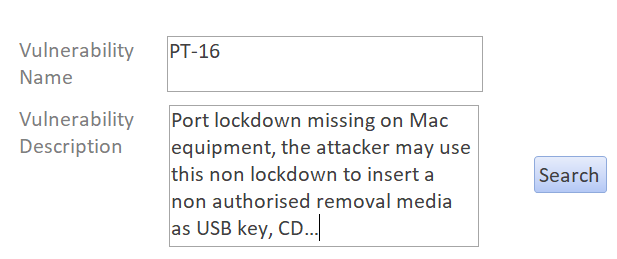 Vulnerability
Name
PT-16
Vulnerability
Description
Port lockdown missing on Mac
equipment, the attacker may use
this non lockdown to insert a
non authorised removal media
as USB key, CD...
Search